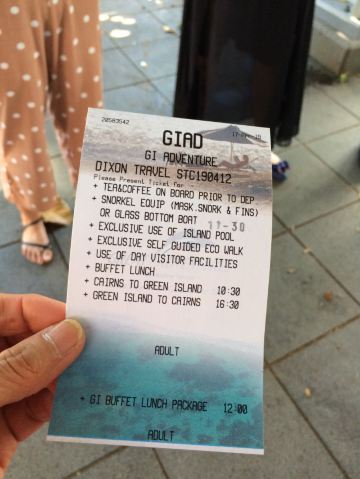 20583542
GIAD
GI ADVENTURE
DIXON TRAVEL STC190412
Please Present Ticket for -
+ TEA&COFFEE ON BOARD PRIOR TO DEP
+ SNORKEL EQUIP (MASK,SNORK & FINS)
OR GLASS BOTTOM BOAT 11-30
+ EXCLUSIVE USE OF ISLAND POOL
+ EXCLUSIVE SELF GUIDED ECO WALK
+ USE OF DAY VISITOR FACILITIES
+ BUFFET LUNCH
+ CAIRNS TO GREEN ISLAND 10:30
+ GREEN ISLAND TO CAIRNS 16:30
ADULT
+ GI BUFFET LUNCH PACKAGE 12:00
ADULT